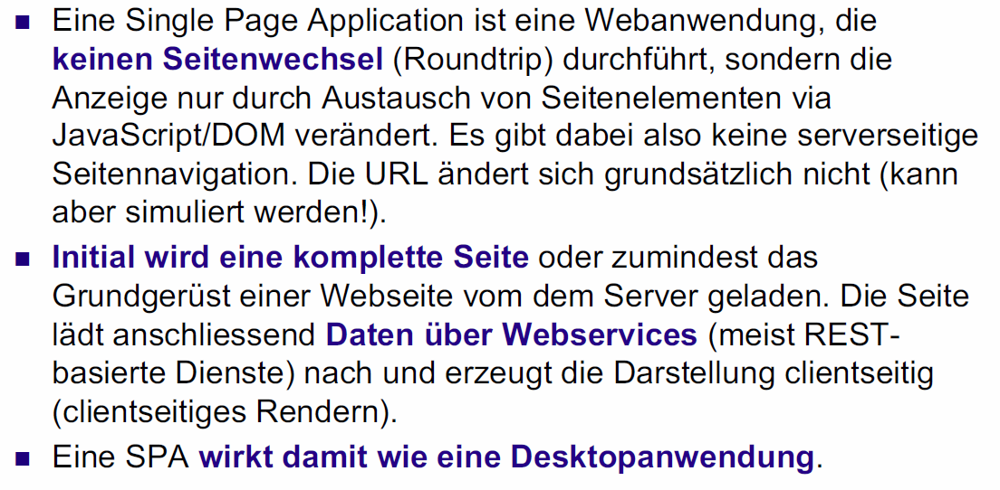 Eine Single Page Application ist eine Webanwendung, die
keinen Seitenwechsel (Roundtrip) durchführt, sondern die
Anzeige nur durch Austausch von Seitenelementen via
JavaScript/DOM verändert. Es gibt dabei also keine serverseitige
Seitennavigation. Die URL ändert sich grundsätzlich nicht (kann
aber simuliert werden!).
Initial wird eine komplette Seite oder zumindest das
Grundgerüst einer Webseite vom dem Server geladen. Die Seite
lädt anschliessend Daten über Webservices (meist REST-
basierte Dienste) nach und erzeugt die Darstellung clientseitig
(clientseitiges Rendern).
Eine SPA wirkt damit wie eine Desktopanwendung.